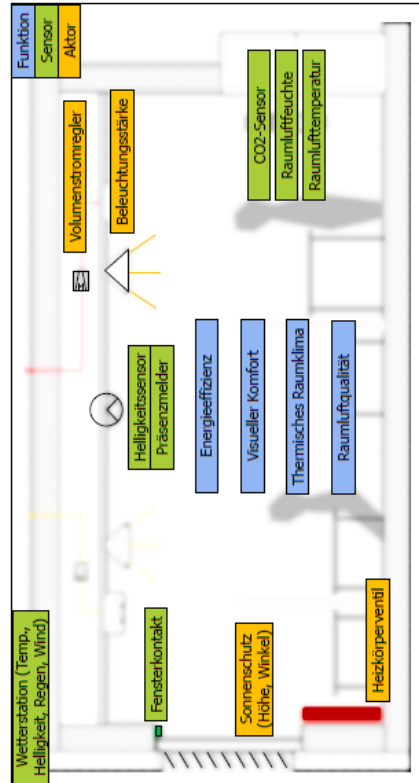 Funktion
Sensor
Aktor
Wetterstation (Temp.,
Helligkeit, Regen, Wind)
Volumenstromregler
Beleuchtungsstärke
Helligkeitssensor
Präsenzmelder
Fensterkontakt
Energieeffizienz
Visueller Komfort
Thermisches Raumklima
Raumluftqualität
CO2-Sensor
Raumluftfeuchte
Raumlufttemperatur
Sonnenschutz
(Höhe, Winkel)
Heizkörperventil